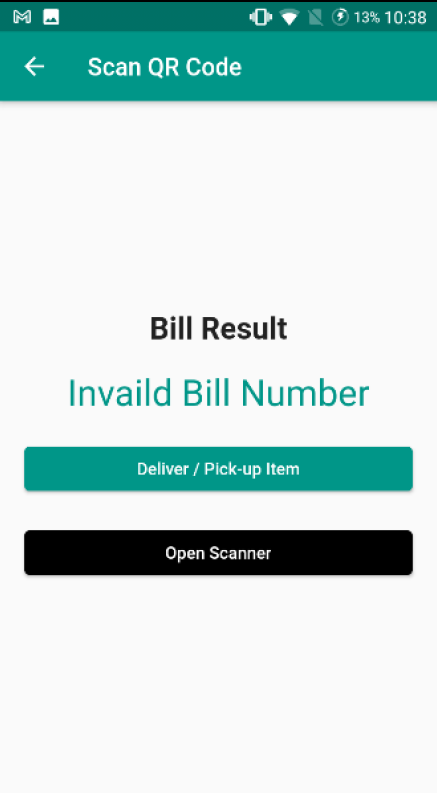 13% 10:38
Scan QR Code
Bill Result
Invaild Bill Number
Deliver / Pick-up Item
Open Scanner